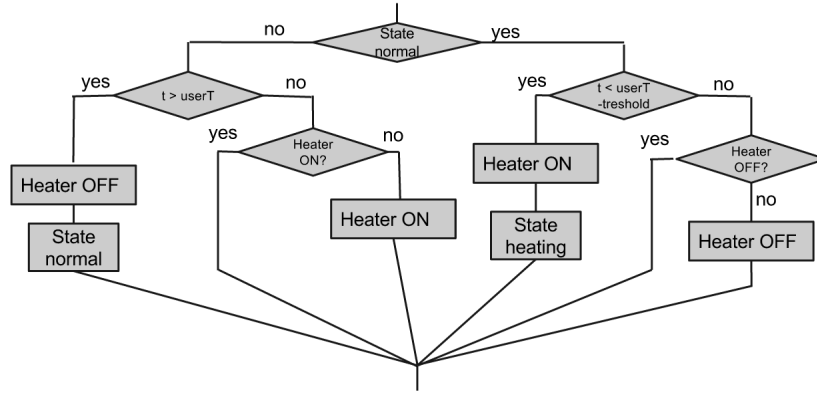 no
State
normal
yes
yes
t > userT
no
yes
t < userT
-treshold
no
yes
Heater
ON?
no
yes
Heater
OFF?
no
Heater OFF
Heater ON
Heater ON
State
normal
State
heating
Heater OFF